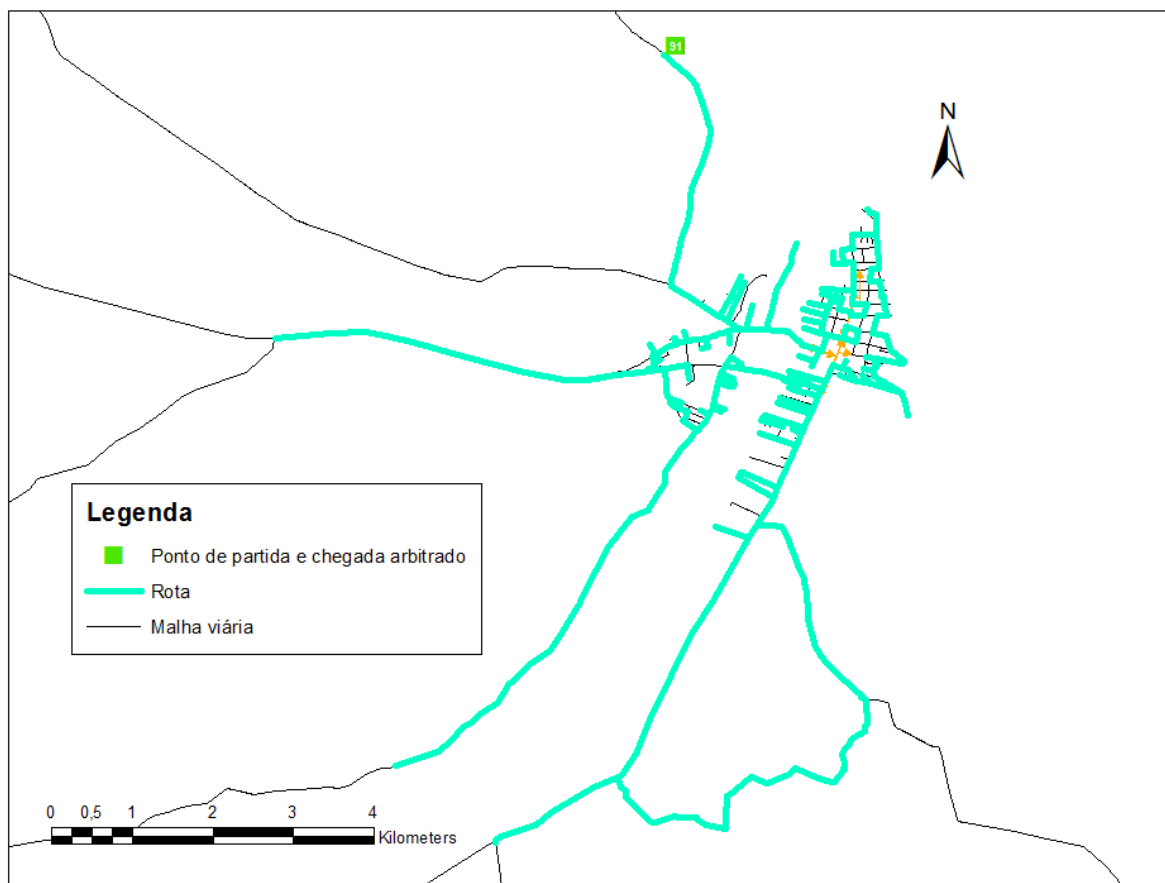 91
N
Legenda
Ponto de partida e chegada arbitrado
Rota
Malha viária
0 0,5 1 2 3 4
Kilometers